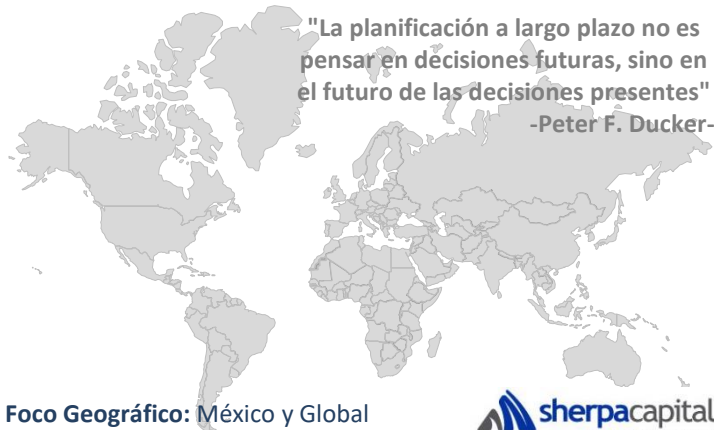 "La planificación a largo plazo no es
pensar en decisiones futuras, sino en
el futuro de las decisiones presentes"
-Peter F. Ducker-
Foco Geográfico: México y Global
sherpacapital